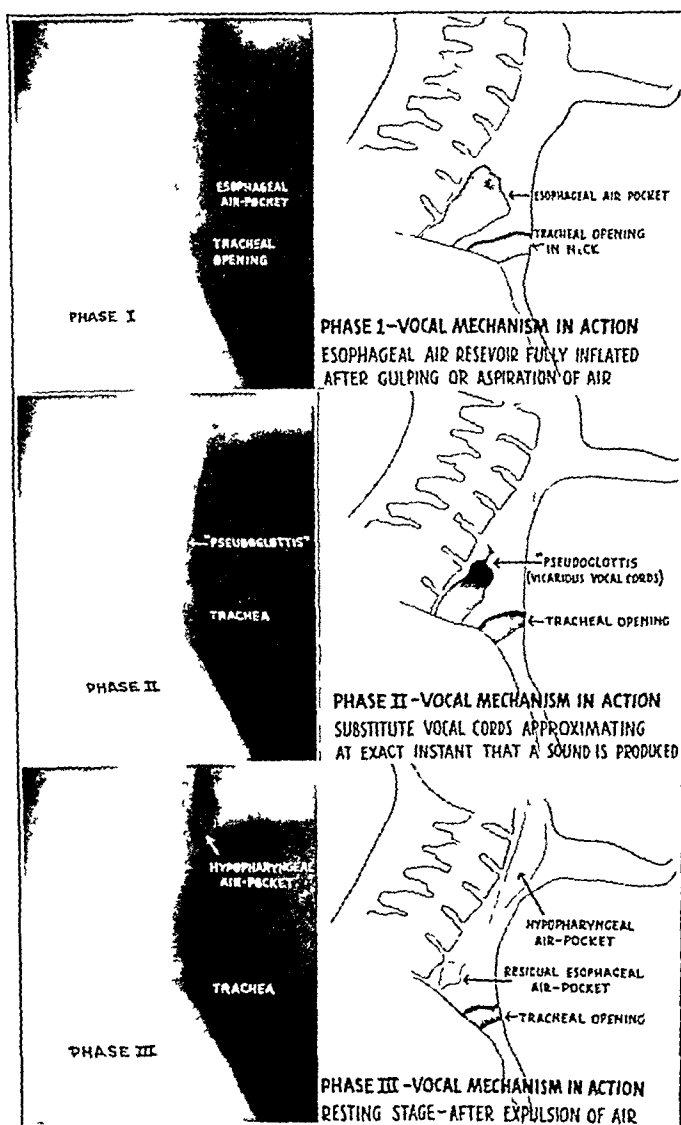 ESOPHAGEAL
AIR-POCKET
TRACHEAL
OPENING
PHASE I
ESOPHAGEAL AIR POCKET
TRACHEAL OPENING
IN NECK
PHASE 1-VOCAL MECHANISM IN ACTION
ESOPHAGEAL AIR RESEVOIR FULLY INFLATED
AFTER GULPING OR ASPIRATION OF AIR
"PSEUDOGLOTTIS"
TRACHEA
PHASE II
"PSEUDOGLOTTIS
(VICARIOUS VOCAL CORDS)
TRACHEAL OPENING
PHASE II-VOCAL MECHANISM IN ACTION
SUBSTITUTE VOCAL CORDS APPROXIMATING
AT EXACT INSTANT THAT A SOUND IS PRODUCED
HYPOPHARYNGEAL
AIR-POCKET
TRACHEA
PHASE III
HYPOPHARYNGEAL
AIR-POCKET
RESIDUAL ESOPHAGEAL
AIR-POCKET
TRACHEAL OPENING
PHASE III-VOCAL MECHANISM IN ACTION
RESTING STAGE-AFTER EXPULSION OF AIR